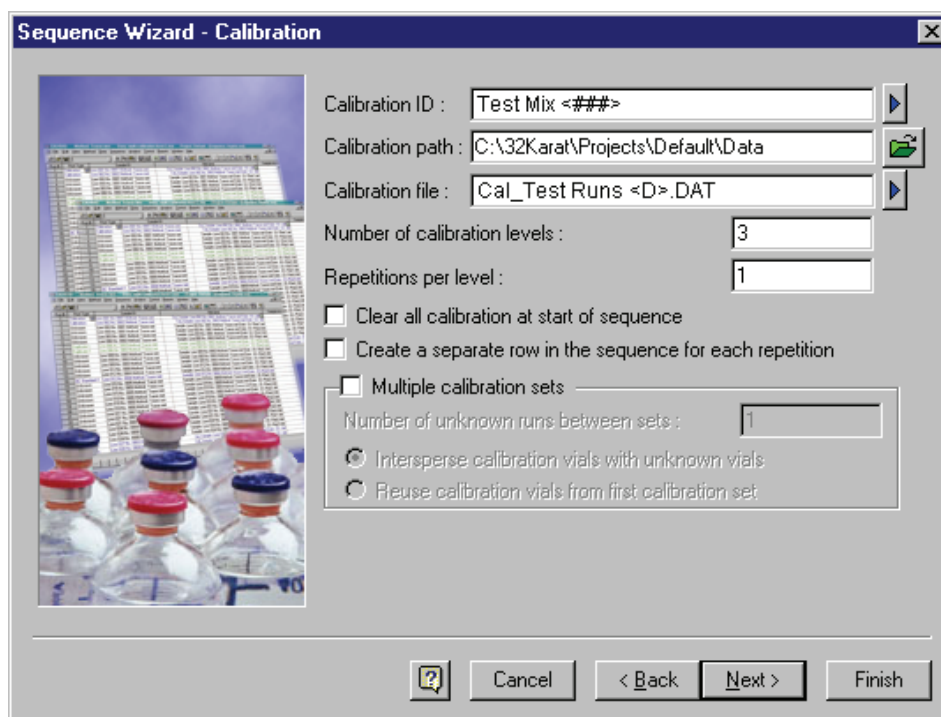 Sequence Wizard - Calibration
Calibration ID : Test Mix <###>
Calibration path : C:\32Karat\Projects\Default\Data
Calibration file : Cal_Test Runs <D>.DAT
Number of calibration levels : 3
Repetitions per level : 1
Clear all calibration at start of sequence
Create a separate row in the sequence for each repetition
Multiple calibration sets
Number of unknown runs between sets : 1
Intersperse calibration vials with unknown vials
Reuse calibration vials from first calibration set
Cancel < Back Next > Finish